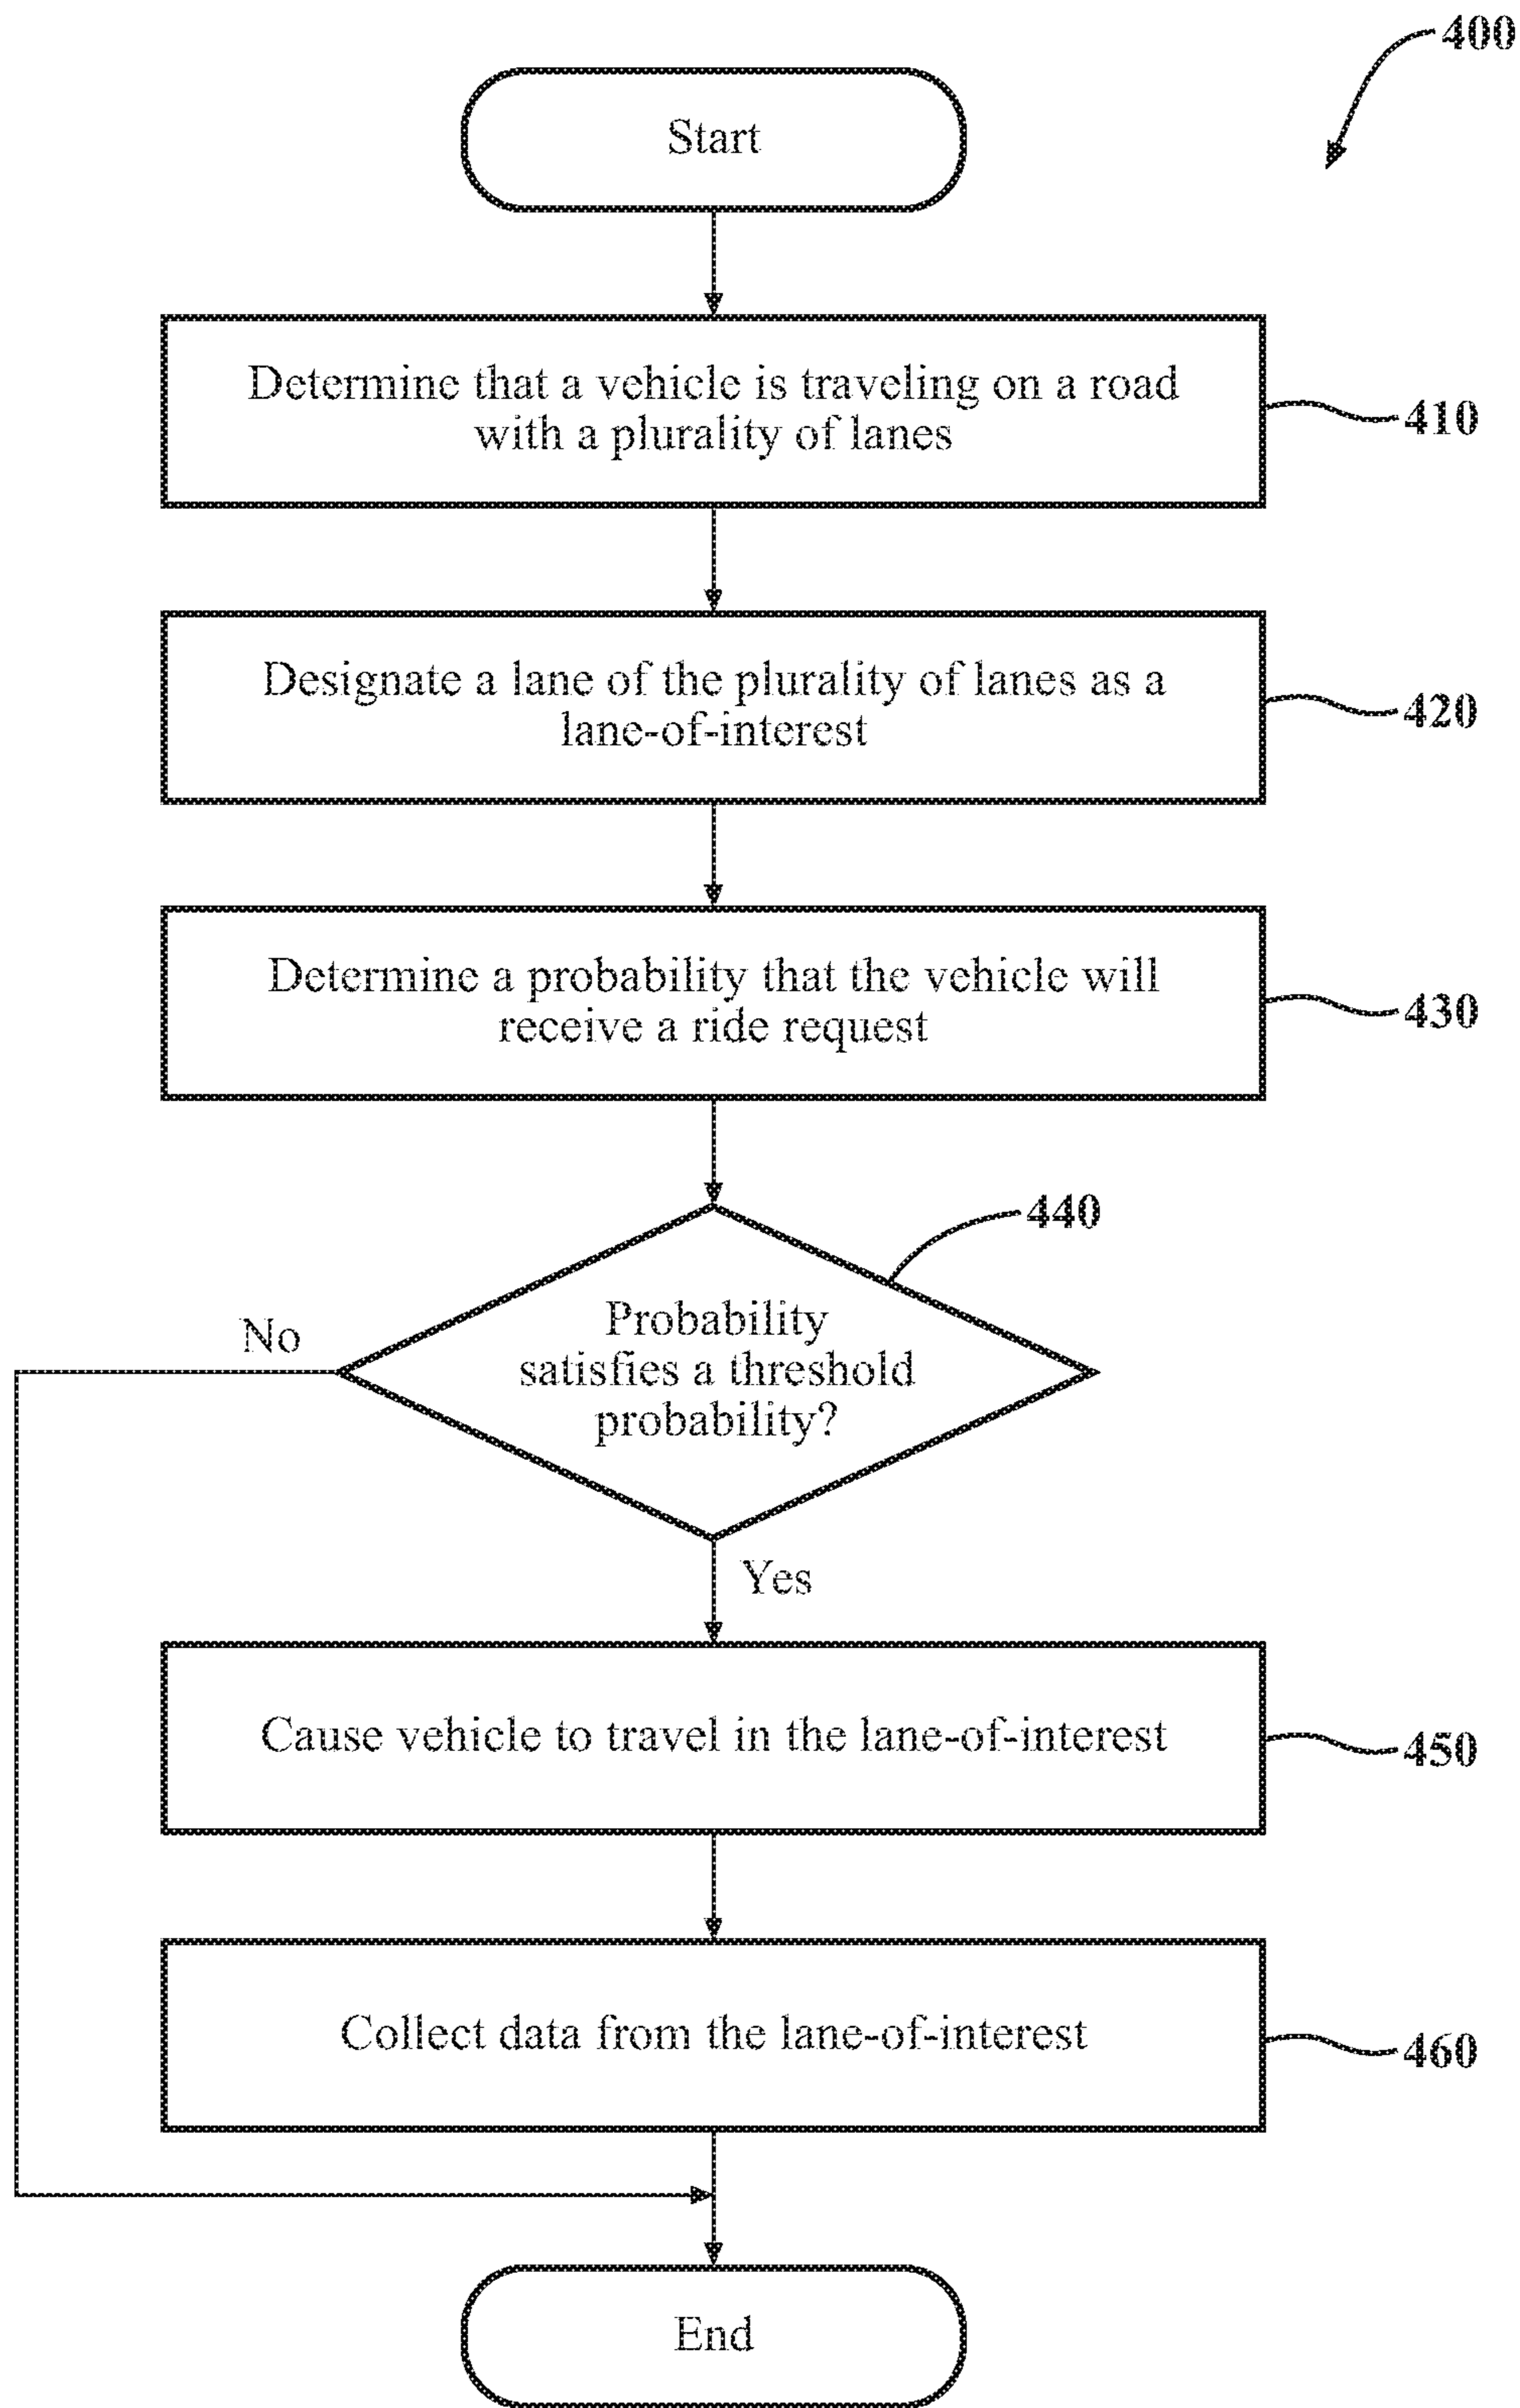 400
Start
Determine that a vehicle is traveling on a road
with a plurality of lanes
410
Designate a lane of the plurality of lanes as a
lane-of-interest
420
Determine a probability that the vehicle will
receive a ride request
430
440
Probability
satisfies a threshold
probability?
No
Yes
Cause vehicle to travel in the lane-of-interest
450
Collect data from the lane-of-interest
460
End